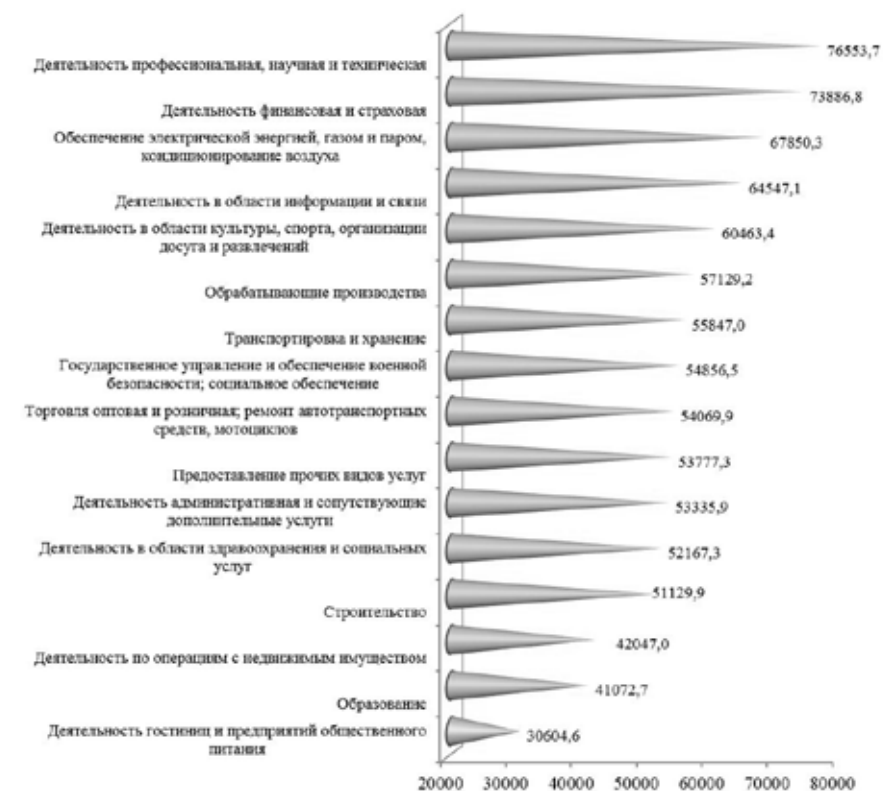 Деятельность профессиональная, научная и техническая
76553,7
Деятельность финансовая и страховая
73886,8
Обеспечение электрической энергией, газом и паром,
кондиционирование воздуха
67850,3
Деятельность в области информации и связи
64547,1
Деятельность в области культуры, спорта, организации
досуга и развлечений
60463,4
Обрабатывающие производства
57129,2
Транспортировка и хранение
55847,0
Государственное управление и обеспечение военной
безопасности; социальное обеспечение
54856,5
Торговля оптовая и розничная; ремонт автотранспортных
средств, мотоциклов
54069,9
Предоставление прочих видов услуг
53777,3
Деятельность административная и сопутствующие
дополнительные услуги
53335,9
Деятельность в области здравоохранения и социальных
услуг
52167,3
Строительство
51129,9
Деятельность по операциям с недвижимым имуществом
42047,0
Образование
41072,7
Деятельность гостиниц и предприятий общественного
питания
30604,6
20000 30000 40000 50000 60000 70000 80000